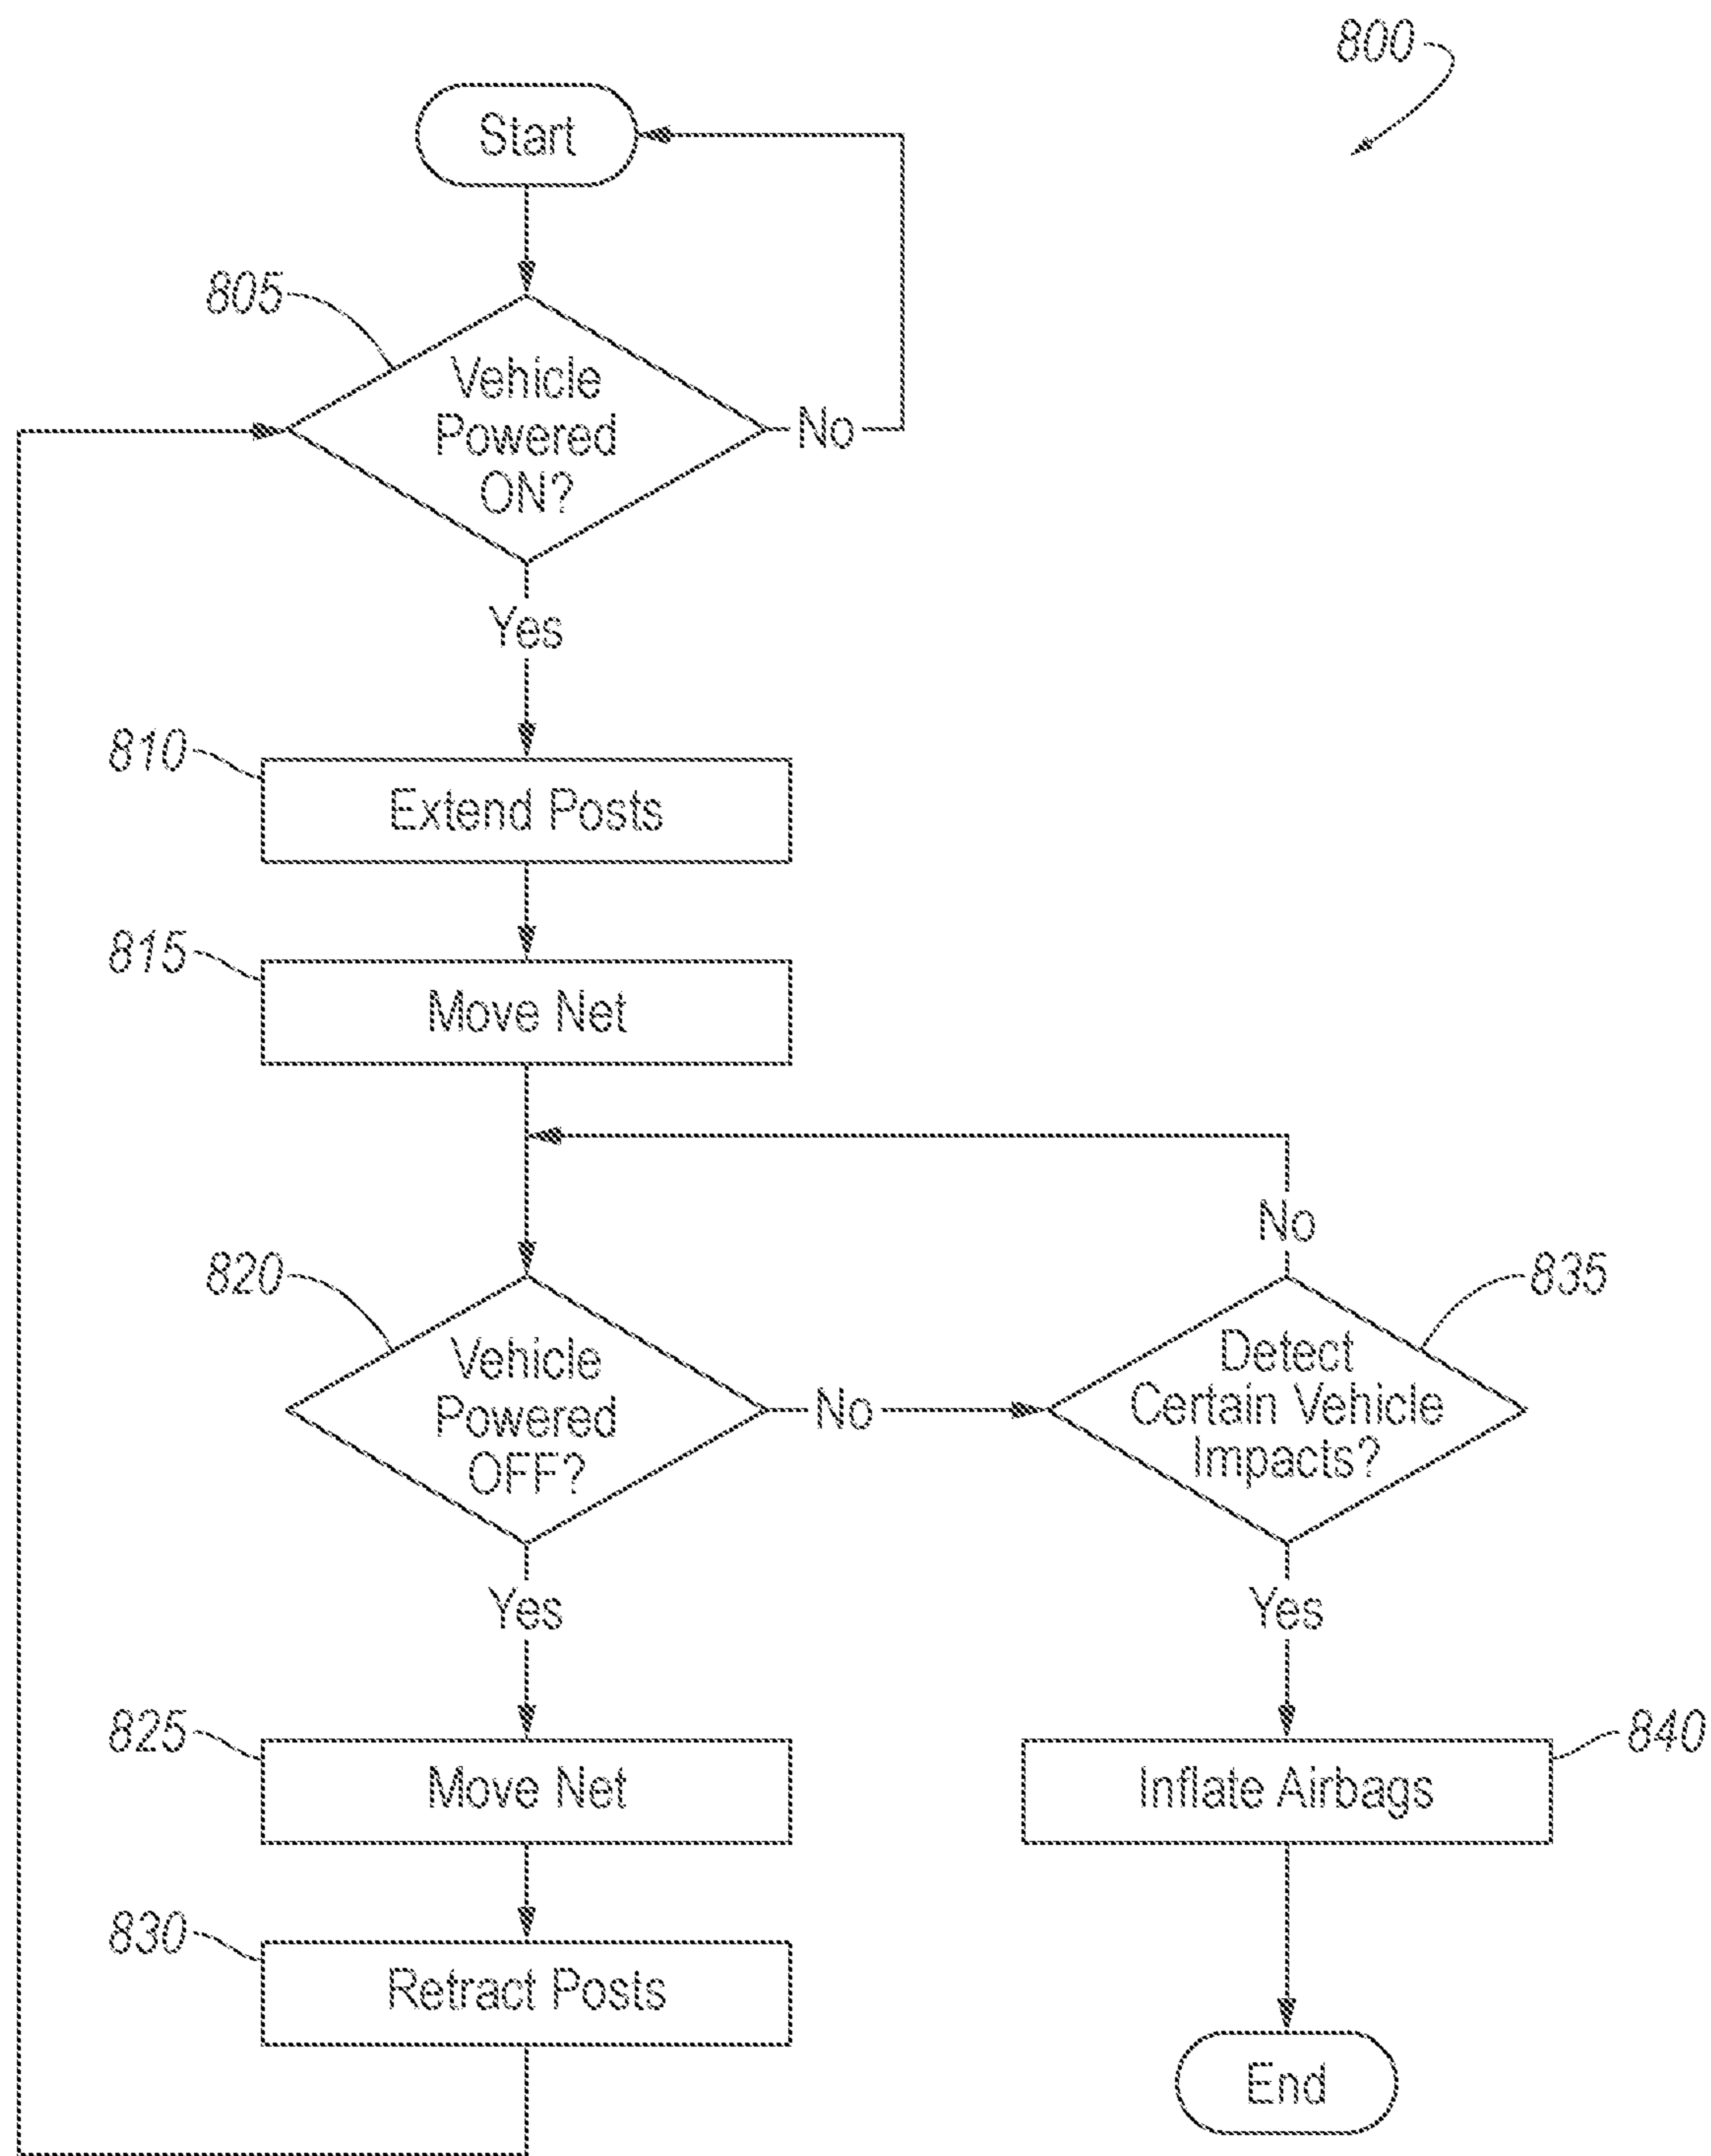 800
Start
805
Vehicle
Powered
ON?
No
Yes
810
Extend Posts
815
Move Net
820
Vehicle
Powered
OFF?
No
No
835
Detect
Certain Vehicle
Impacts?
Yes
Yes
825
Move Net
840
Inflate Airbags
830
Retract Posts
End